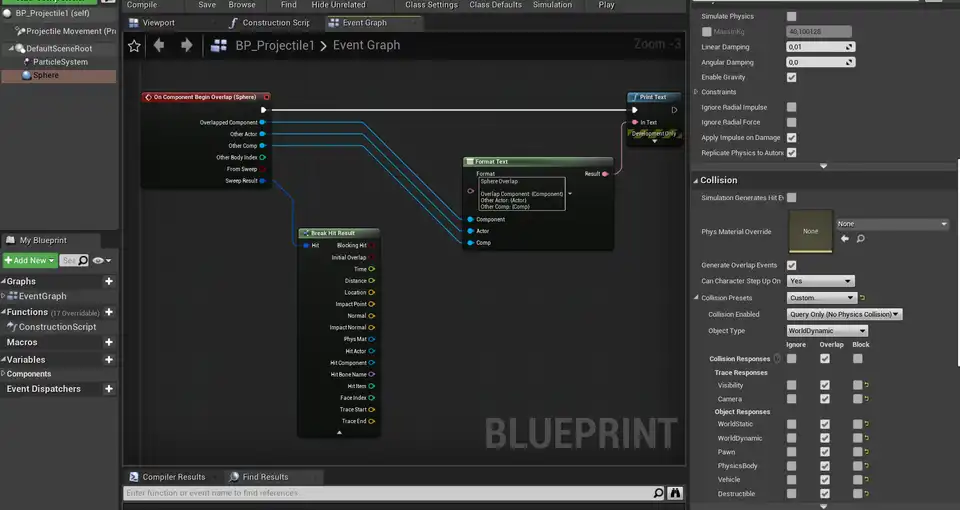 Compile
Save
Browse
Find
Hide Unrelated
Class Settings
Class Defaults
Simulation
Play
BP_Projectile1 (self)
Projectile Movement (Pro
DefaultSceneRoot
ParticleSystem
Sphere
Viewport
Construction Scrip
Event Graph
BP_Projectile1 > Event Graph
Zoom -3
On Component Begin Overlap (Sphere)
Overlapped Component
Other Actor
Other Comp
Other Body Index
From Sweep
Sweep Result
Print Text
In Text
Development Only
Format Text
Format
Result
Sphere Overlap
Overlap Component: {Component}
Other Actor: {Actor}
Other Comp: {Comp}
Component
Actor
Comp
Break Hit Result
Hit
Blocking Hit
Initial Overlap
Time
Distance
Location
Impact Point
Normal
Impact Normal
Phys Mat
Hit Actor
Hit Component
Hit Bone Name
Hit Item
Face Index
Trace Start
Trace End
BLUEPRINT
My Blueprint
Add New
Graphs
EventGraph
Functions (17 Overridable)
ConstructionScript
Macros
Variables
Components
Event Dispatchers
Compiler Results
Find Results
Enter function or event name to find references...
Simulate Physics
MassInKg
40,100128
Linear Damping
0,01
Angular Damping
0,0
Enable Gravity
Constraints
Ignore Radial Impulse
Ignore Radial Force
Apply Impulse on Damage
Replicate Physics to Auton
Collision
Simulation Generates Hit E
Phys Material Override
None
None
Generate Overlap Events
Can Character Step Up On
Yes
Collision Presets
Custom...
Collision Enabled
Query Only (No Physics Collision)
Object Type
WorldDynamic
Ignore
Overlap
Block
Collision Responses
Trace Responses
Visibility
Camera
Object Responses
WorldStatic
WorldDynamic
Pawn
PhysicsBody
Vehicle
Destructible